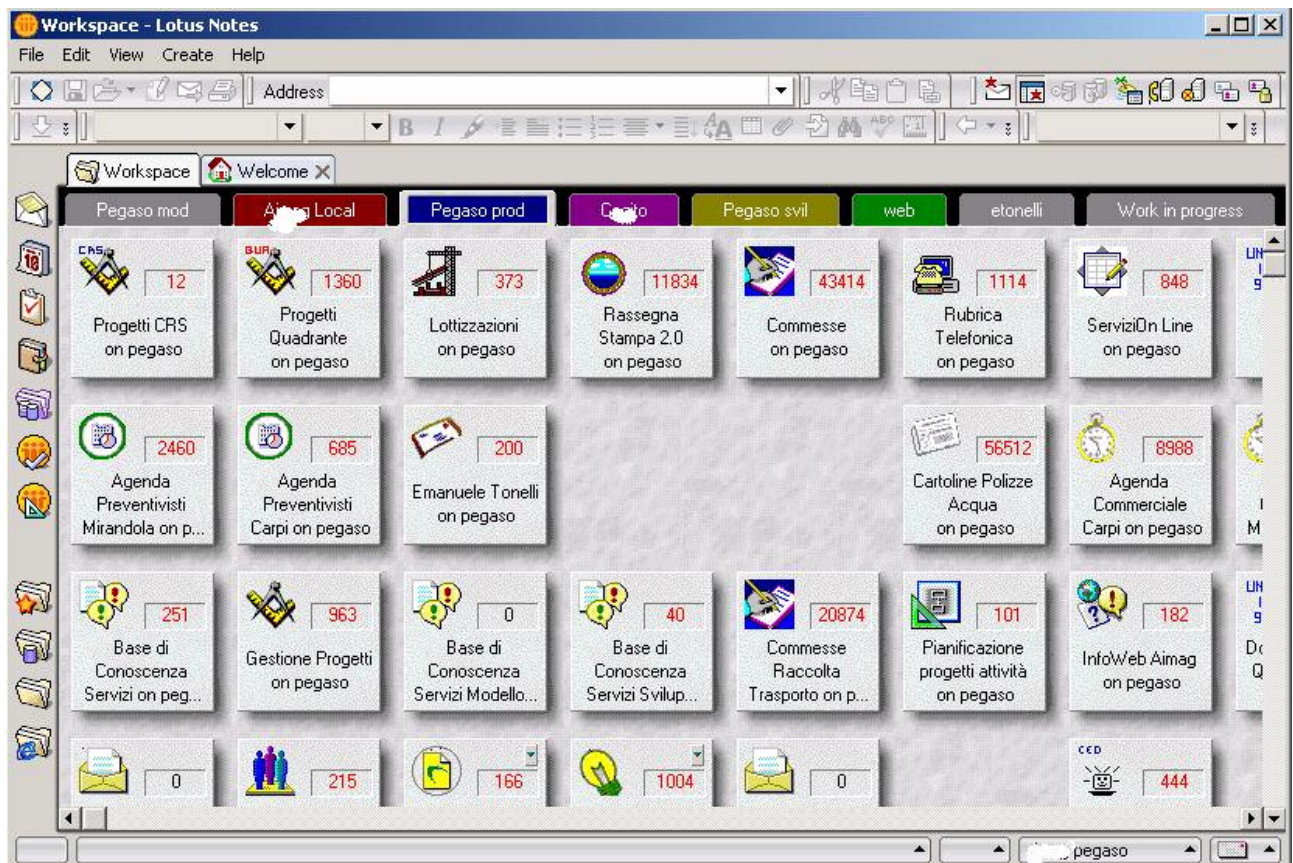 Workspace - Lotus Notes
File Edit View Create Help
Address
B I ABC
Workspace Welcome
Pegaso mod Local Pegaso prod Pegaso svil web etonelli Work in progress
CRS BUR
12 1360 373 11834 43414 1114 848
Progetti CRS
on pegaso
Progetti
Quadrante
on pegaso
Lottizzazioni
on pegaso
Rassegna
Stampa 2.0
on pegaso
Commesse
on pegaso
Rubrica
Telefonica
on pegaso
ServiziOn Line
on pegaso
2460 685 200 56512 8988
Agenda
Preventivisti
Mirandola on p...
Agenda
Preventivisti
Carpi on pegaso
Emanuele Tonelli
on pegaso
Cartoline Polizze
Acqua
on pegaso
Agenda
Commerciale
Carpi on pegaso
M
251 963 0 40 20874 101 182
Base di
Conoscenza
Servizi on peg...
Gestione Progetti
on pegaso
Base di
Conoscenza
Servizi Modello...
Base di
Conoscenza
Servizi Svilup...
Commesse
Raccolta
Trasporto on p...
Pianificazione
progetti attività
on pegaso
InfoWeb Aimag
on pegaso
CED
0 215 166 1004 0 444
pegaso